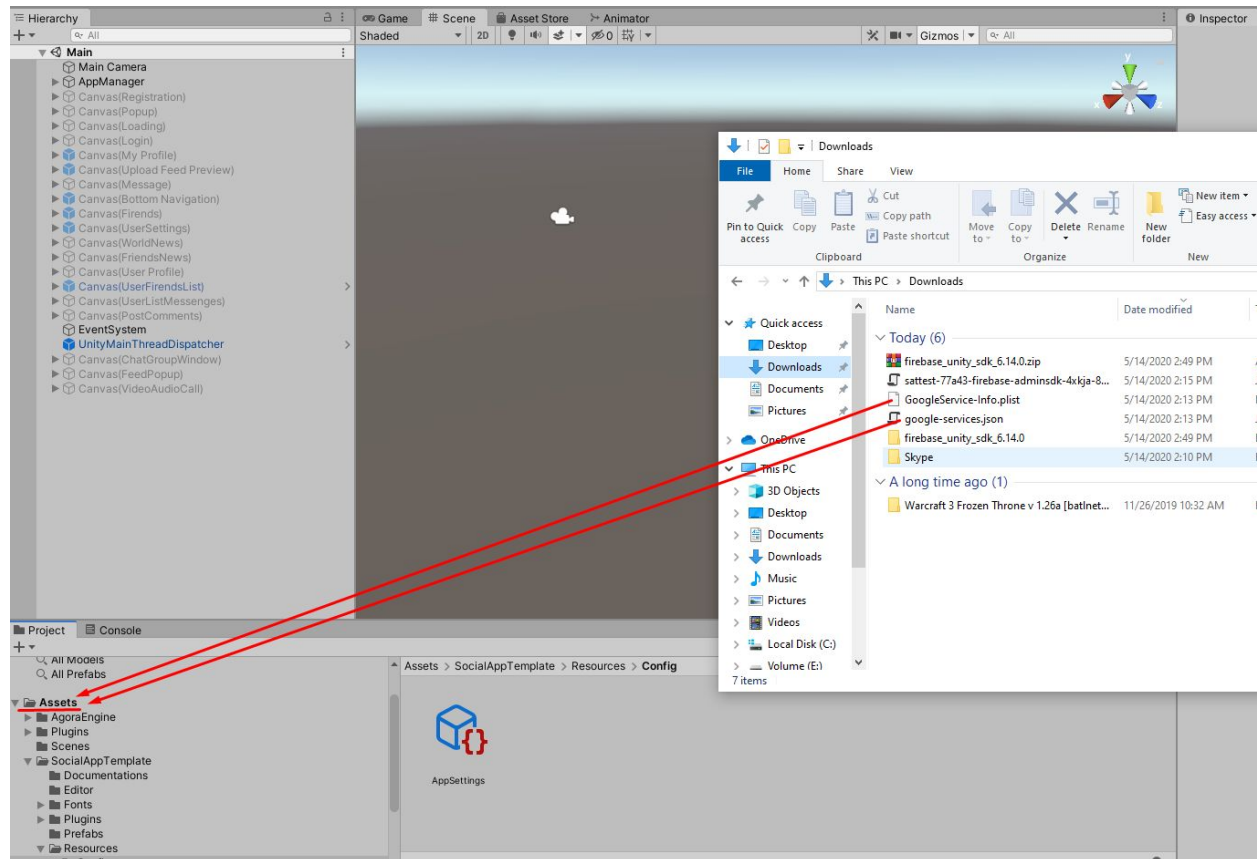 Hierarchy
All
Main
Main Camera
AppManager
Canvas(Registration)
Canvas(Popup)
Canvas(Loading)
Canvas(Login)
Canvas(My Profile)
Canvas(Upload Feed Preview)
Canvas(Message)
Canvas(Bottom Navigation)
Canvas(Firends)
Canvas(UserSettings)
Canvas(WorldNews)
Canvas(FriendsNews)
Canvas(User Profile)
Canvas(UserFirendsList)
Canvas(UserListMessenges)
Canvas(PostComments)
EventSystem
UnityMainThreadDispatcher
Canvas(ChatGroupWindow)
Canvas(FeedPopup)
Canvas(VideoAudioCall)
Game Scene Asset Store Animator
Shaded 2D 0 Gizmos All
y
x
z
Inspector
Downloads
File Home Share View
Pin to Quick access
Copy
Paste
Cut
Copy path
Paste shortcut
Clipboard
Move to
Copy to
Delete
Rename
Organize
New folder
New item
Easy access
New
This PC > Downloads
Quick access
Desktop
Downloads
Documents
Pictures
OneDrive
This PC
3D Objects
Desktop
Documents
Downloads
Music
Pictures
Videos
Local Disk (C:)
Volume (E:)
7 items
Name Date modified
Today (6)
firebase_unity_sdk_6.14.0.zip 5/14/2020 2:49 PM
sattest-77a43-firebase-adminsdk-4xkja-8... 5/14/2020 2:15 PM
GoogleService-Info.plist 5/14/2020 2:13 PM
google-services.json 5/14/2020 2:13 PM
firebase_unity_sdk_6.14.0 5/14/2020 2:49 PM
Skype 5/14/2020 2:10 PM
A long time ago (1)
Warcraft 3 Frozen Throne v 1.26a [batlnet... 11/26/2019 10:32 AM
Project Console
All Models
All Prefabs
Assets
AgoraEngine
Plugins
Scenes
SocialAppTemplate
Documentations
Editor
Fonts
Plugins
Prefabs
Resources
Assets > SocialAppTemplate > Resources > Config
AppSettings